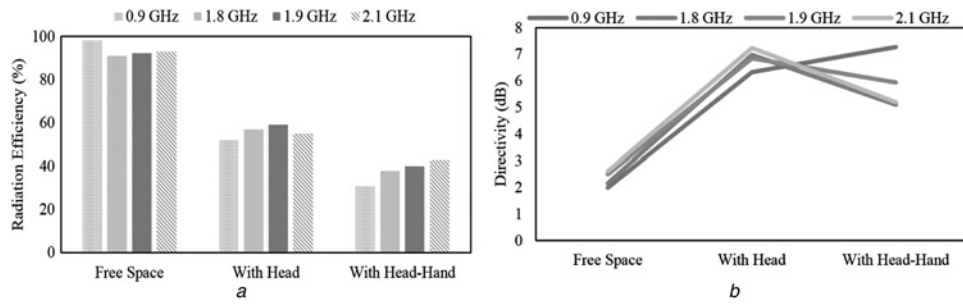 0.9 GHz 1.8 GHz 1.9 GHz 2.1 GHz
100
80
60
40
20
0
Radiation Efficiency (%)
Free Space With Head With Head-Hand
a
0.9 GHz 1.8 GHz 1.9 GHz 2.1 GHz
8
7
6
5
4
3
2
1
0
Directivity (dB)
Free Space With Head With Head-Hand
b